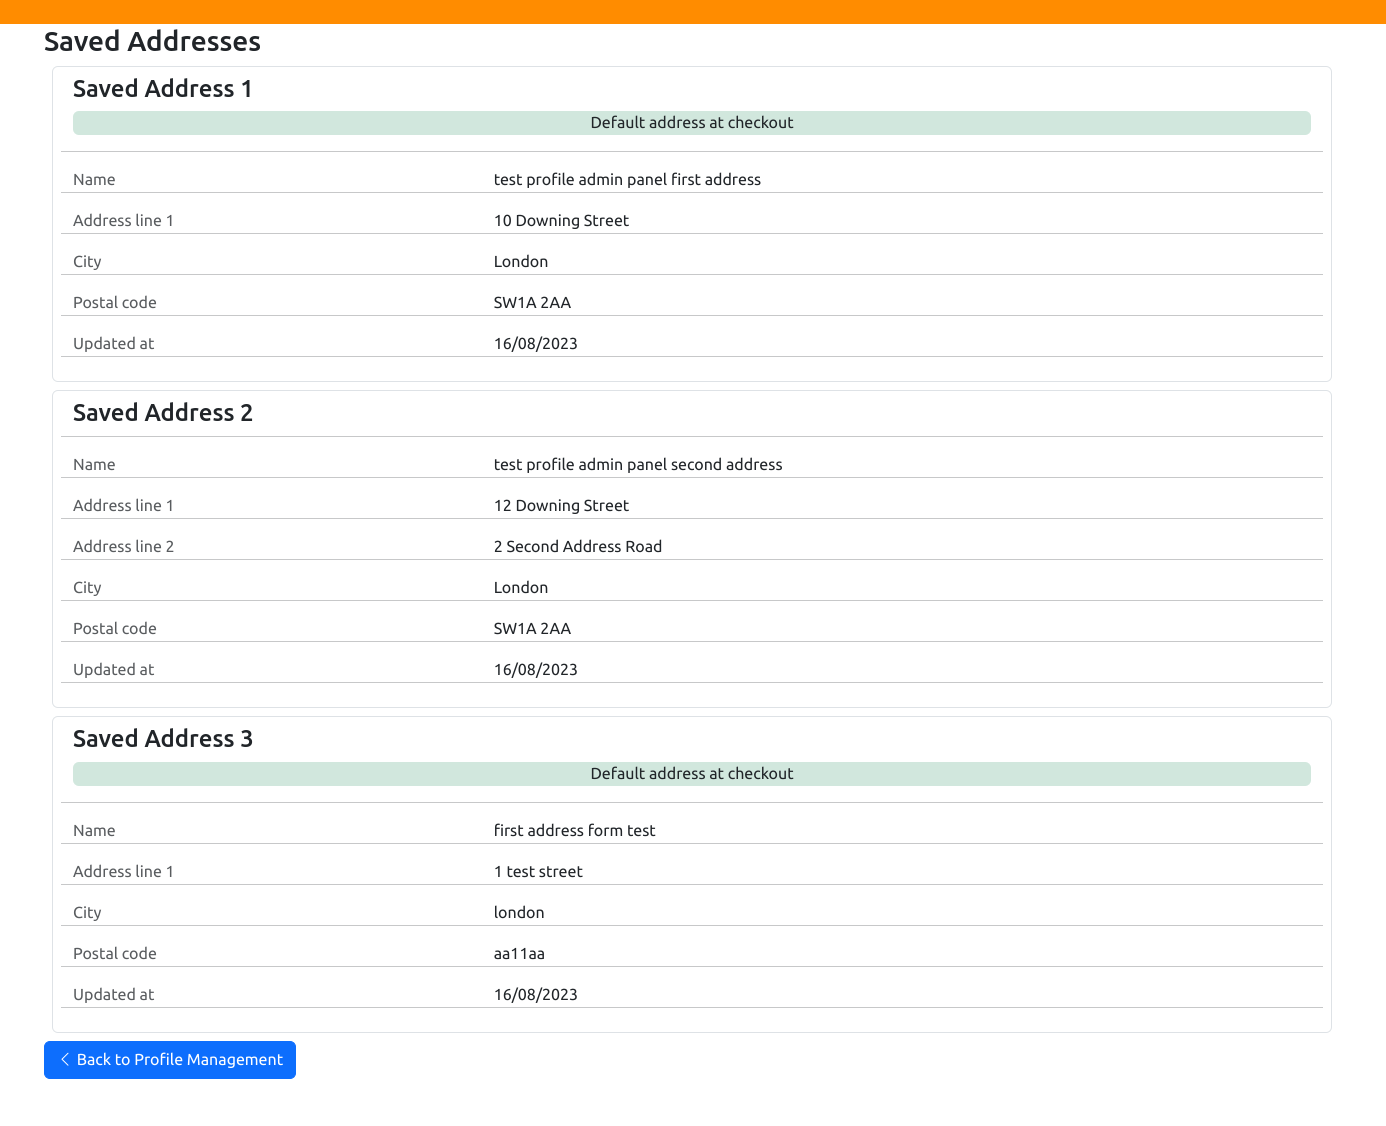 Saved Addresses
Saved Address 1
Default address at checkout
Name test profile admin panel first address
Address line 1 10 Downing Street
City London
Postal code SW1A 2AA
Updated at 16/08/2023
Saved Address 2
Name test profile admin panel second address
Address line 1 12 Downing Street
Address line 2 2 Second Address Road
City London
Postal code SW1A 2AA
Updated at 16/08/2023
Saved Address 3
Default address at checkout
Name first address form test
Address line 1 1 test street
City london
Postal code aa11aa
Updated at 16/08/2023
Back to Profile Management